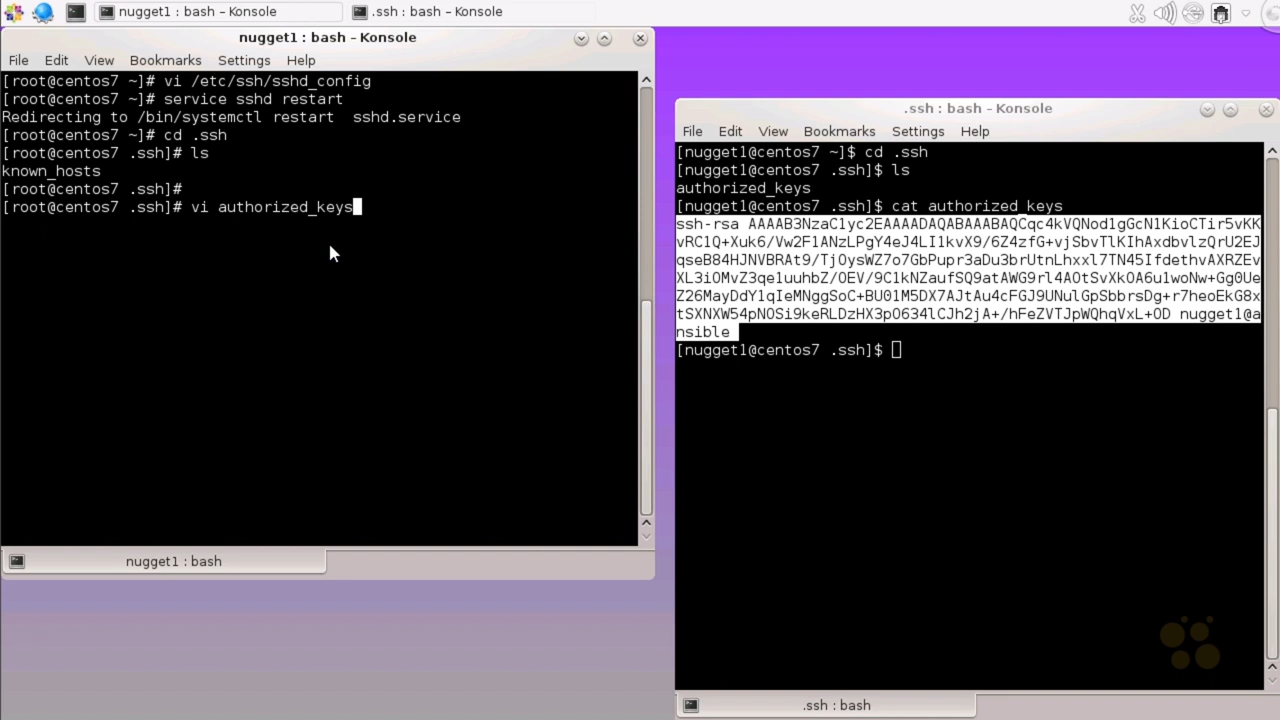 nugget1 : bash – Konsole
.ssh : bash – Konsole
nugget1 : bash – Konsole
File Edit View Bookmarks Settings Help
[root@centos7 ~]# vi /etc/ssh/sshd_config
[root@centos7 ~]# service sshd restart
Redirecting to /bin/systemctl restart  sshd.service
[root@centos7 ~]# cd .ssh
[root@centos7 .ssh]# ls
known_hosts
[root@centos7 .ssh]#
[root@centos7 .ssh]# vi authorized_keys
nugget1 : bash
.ssh : bash – Konsole
File Edit View Bookmarks Settings Help
[nugget1@centos7 ~]$ cd .ssh
[nugget1@centos7 .ssh]$ ls
authorized_keys
[nugget1@centos7 .ssh]$ cat authorized_keys
ssh-rsa AAAAB3NzaC1yc2EAAAADAQABAAABAQCqc4kVQNod1gGcN1KioCTir5vKK
vRC1Q+Xuk6/Vw2F1ANzLPgY4eJ4LI1kvX9/6Z4zfG+vjSbvTlKIhAxdbvlzQrU2EJ
qseB84HJNVBRAt9/TjOysWZ7o7GbPupr3aDu3brUtnLhxxl7TN45IfdethvAXRZEv
XL3iOMvZ3qe1uuhbZ/OEV/9C1kNZaufSQ9atAWG9rl4AOtSvXkOA6u1woNw+Gg0Ue
Z26MayDdY1qIeMNggSoC+BU01M5DX7AJtAu4cFGJ9UNulGpSbbrsDg+r7heoEkG8x
tSXNXW54pNOSi9keRLDzHX3pO634lCJh2jA+/hFeZVTJpWQhqVxL+OD nugget1@a
nsible
[nugget1@centos7 .ssh]$
.ssh : bash